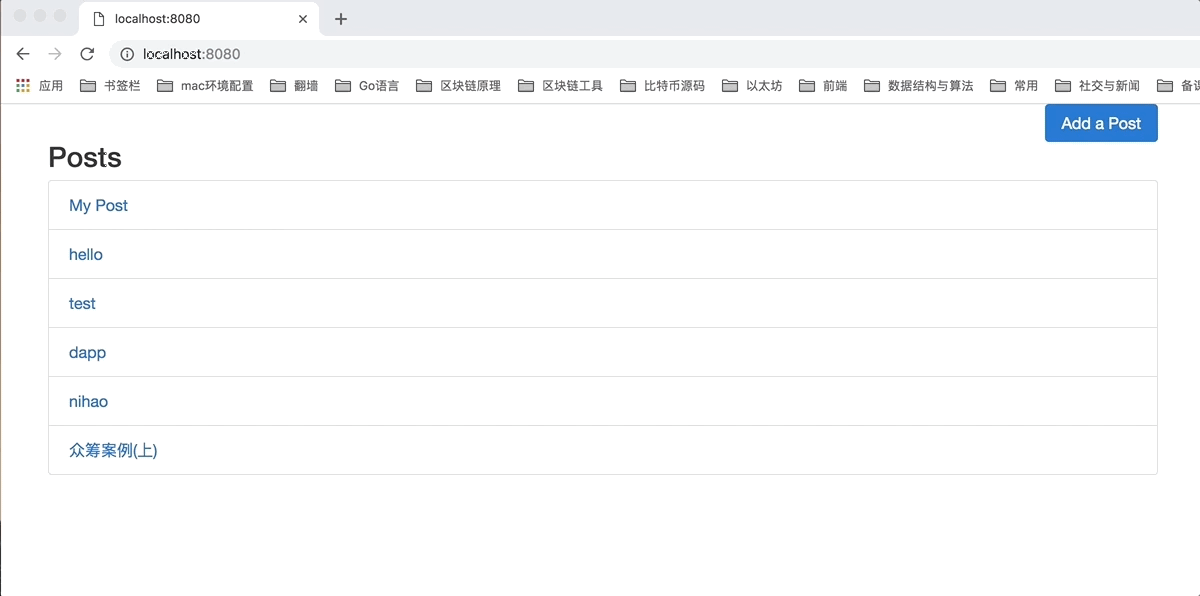 localhost:8080
localhost:8080
应用 书签栏 mac环境配置 翻墙 Go语言 区块链原理 区块链工具 比特币源码 以太坊 前端 数据结构与算法 常用 社交与新闻 备课
Add a Post
Posts
My Post
hello
test
dapp
nihao
众筹案例(上)